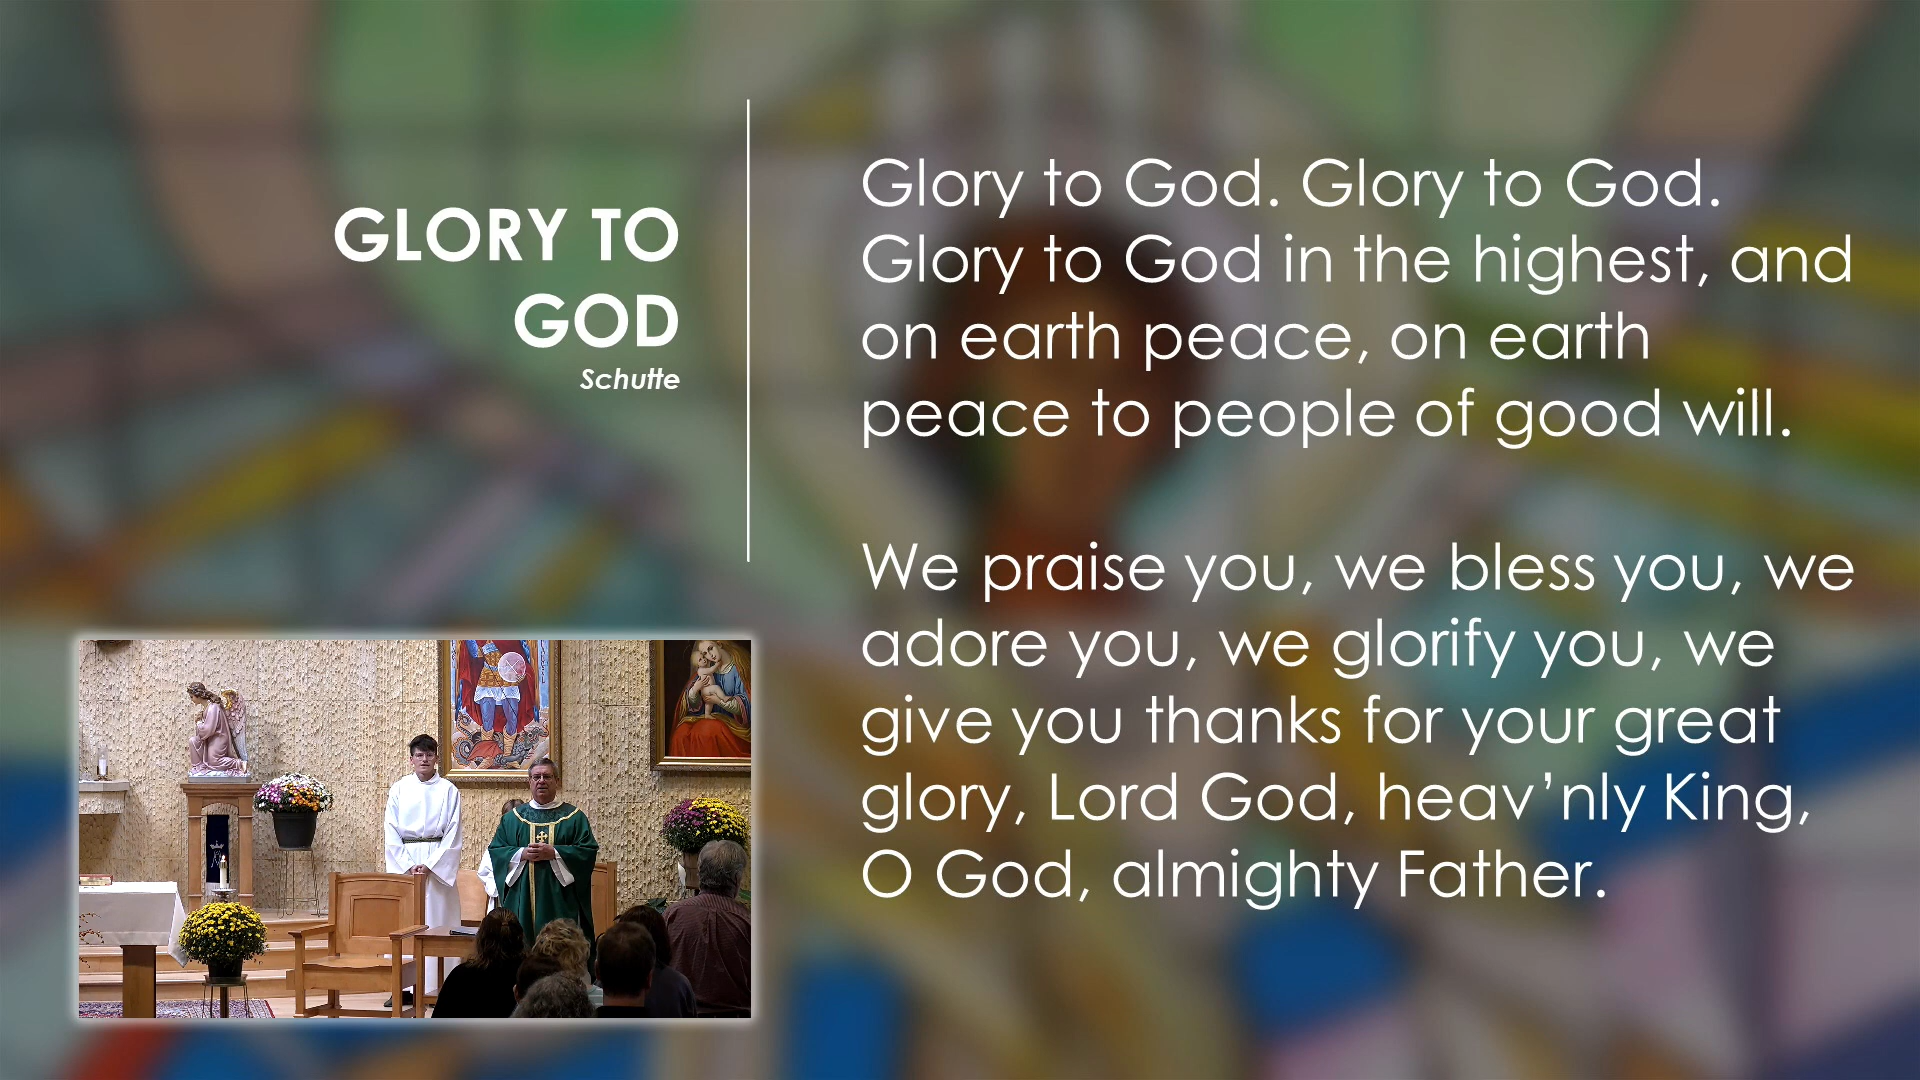 GLORY TO
GOD
Schutte
Glory to God. Glory to God.
Glory to God in the highest, and
on earth peace, on earth
peace to people of good will.
We praise you, we bless you, we
adore you, we glorify you, we
give you thanks for your great
glory, Lord God, heav’nly King,
O God, almighty Father.